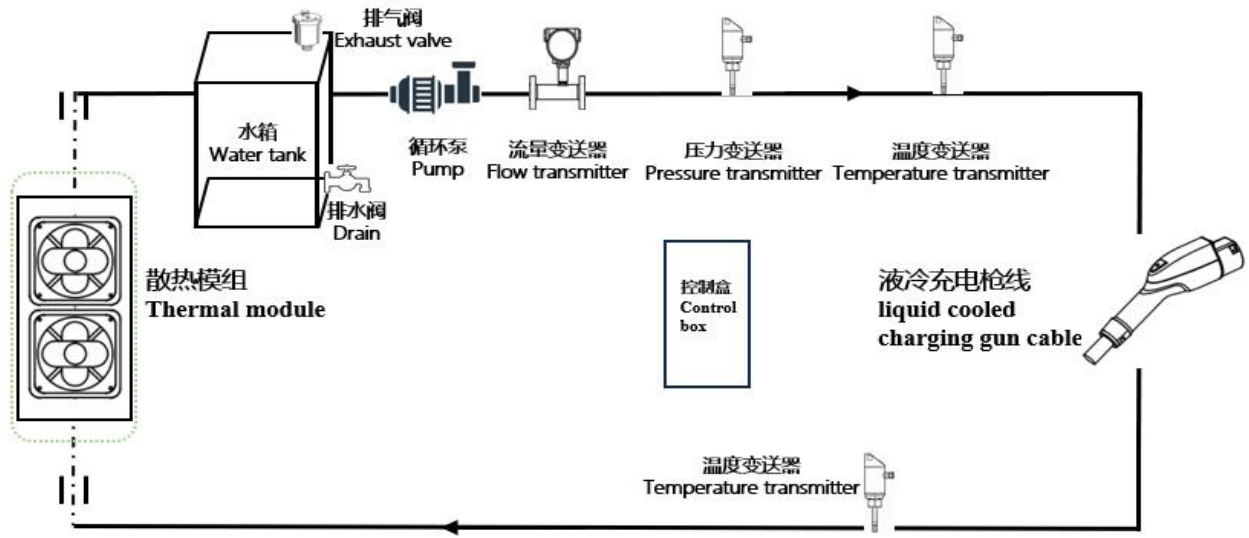 排气阀
Exhaust valve
水箱
Water tank
循环泵
Pump
流量变送器
Flow transmitter
压力变送器
Pressure transmitter
温度变送器
Temperature transmitter
排水阀
Drain
散热模组
Thermal module
控制盒
Control
box
液冷充电枪线
liquid cooled
charging gun cable
温度变送器
Temperature transmitter